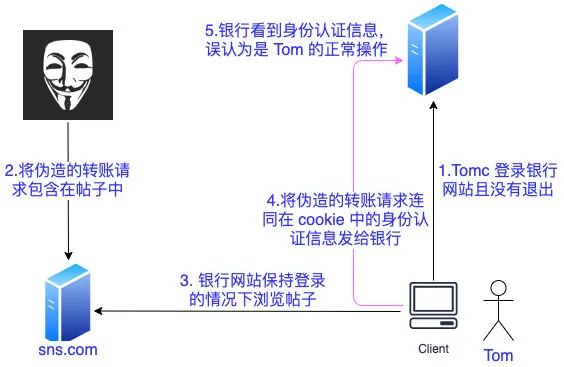 5.银行看到身份认证信息，
误认为是 Tom 的正常操作
2.将伪造的转账请
求包含在帖子中
1.Tomc 登录银行
网站且没有退出
4.将伪造的转账请求连
同在 cookie 中的身份认
证信息发给银行
3. 银行网站保持登录
的情况下浏览帖子
sns.com
Client
Tom